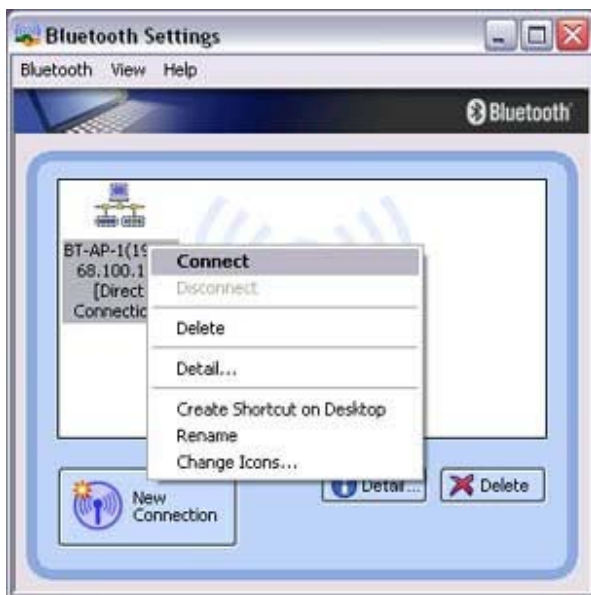 Bluetooth Settings
Bluetooth View Help
Bluetooth
BT-AP-1(19
68.100.1
[Direct
Connectio
Connect
Disconnect
Delete
Detail...
Create Shortcut on Desktop
Rename
Change Icons...
New
Connection
Detail...
Delete